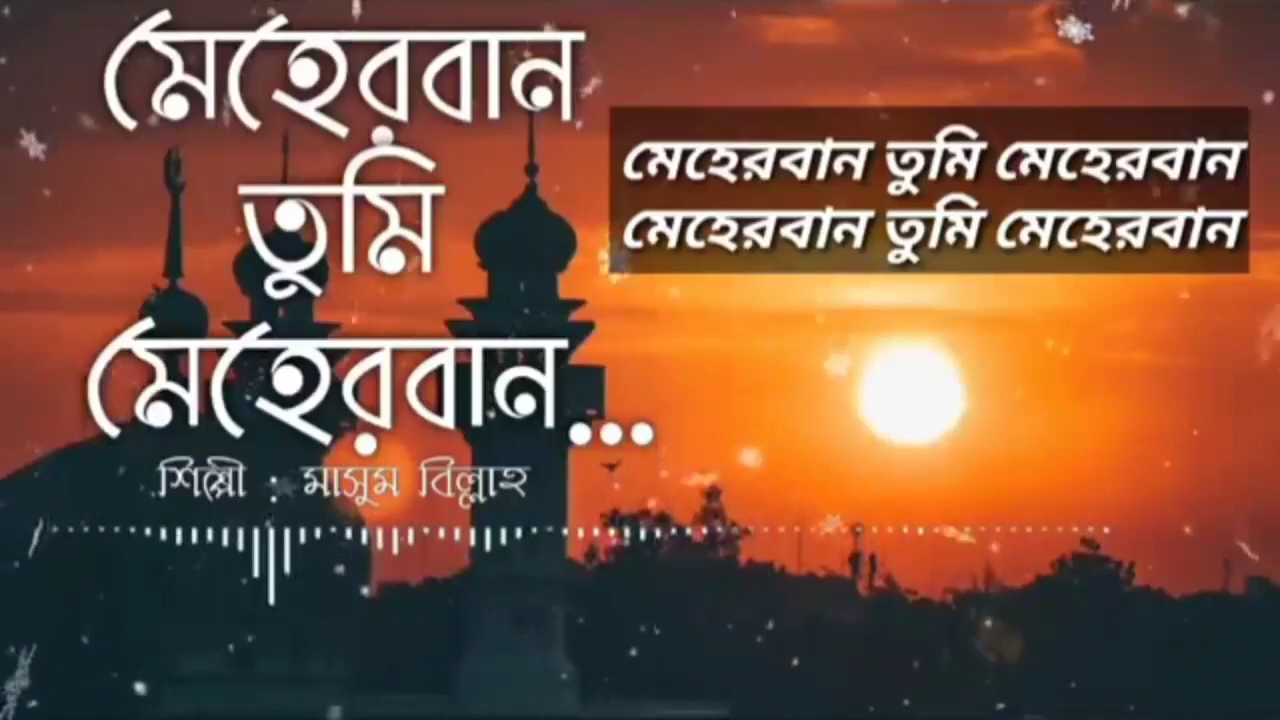 মেহেরবান
তুমি
মেহেরবান...
শিল্পী : মাসুম বিল্লাহ
মেহেরবান তুমি মেহেরবান
মেহেরবান তুমি মেহেরবান